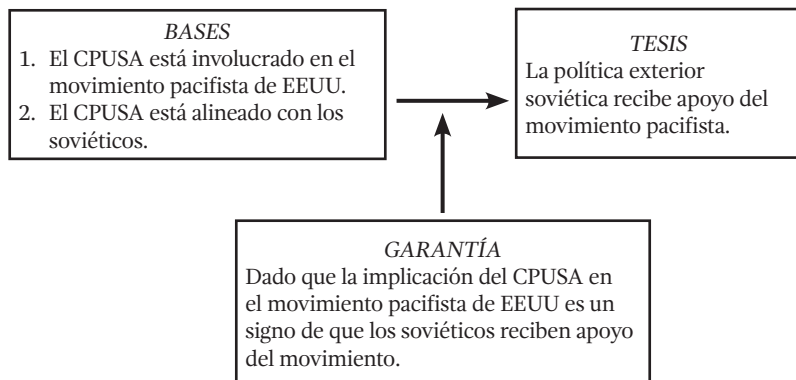 BASES
1. El CPUSA está involucrado en el
movimiento pacifista de EEUU.
2. El CPUSA está alineado con los
soviéticos.
TESIS
La política exterior
soviética recibe apoyo del
movimiento pacifista.
GARANTÍA
Dado que la implicación del CPUSA en
el movimiento pacifista de EEUU es un
signo de que los soviéticos reciben apoyo
del movimiento.